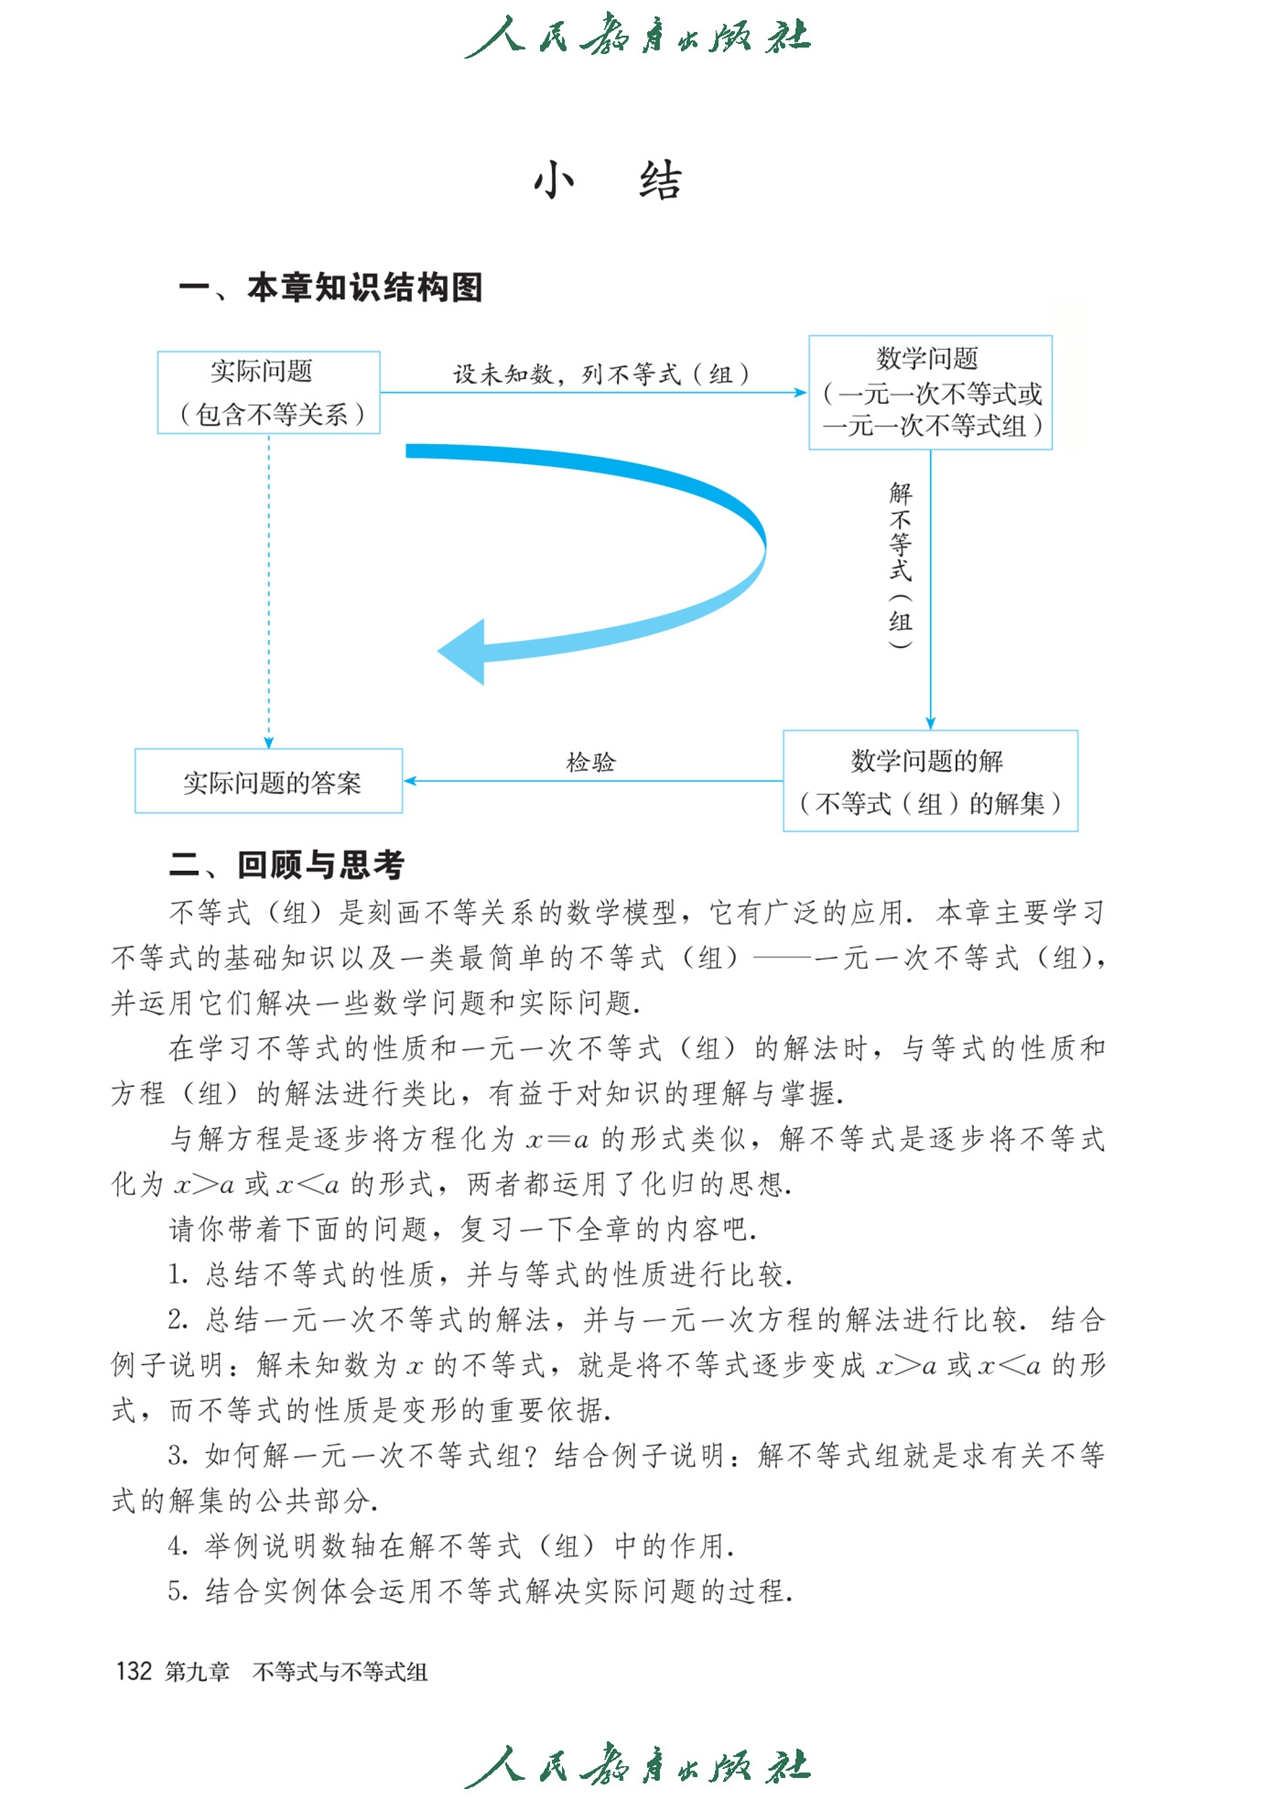 人民教育出版社
小 结
一、本章知识结构图
实际问题
（包含不等关系）
设未知数，列不等式（组）
数学问题
（一元一次不等式或
一元一次不等式组）
解不等式（组）
数学问题的解
（不等式（组）的解集）
检验
实际问题的答案
二、回顾与思考
不等式（组）是刻画不等关系的数学模型，它有广泛的应用．本章主要学习
不等式的基础知识以及一类最简单的不等式（组）——一元一次不等式（组），
并运用它们解决一些数学问题和实际问题．
在学习不等式的性质和一元一次不等式（组）的解法时，与等式的性质和
方程（组）的解法进行类比，有益于对知识的理解与掌握．
与解方程是逐步将方程化为 x=a 的形式类似，解不等式是逐步将不等式
化为 x>a 或 x<a 的形式，两者都运用了化归的思想．
请你带着下面的问题，复习一下全章的内容吧．
1. 总结不等式的性质，并与等式的性质进行比较．
2. 总结一元一次不等式的解法，并与一元一次方程的解法进行比较．结合
例子说明：解未知数为 x 的不等式，就是将不等式逐步变成 x>a 或 x<a 的形
式，而不等式的性质是变形的重要依据．
3. 如何解一元一次不等式组？结合例子说明：解不等式组就是求有关不等
式的解集的公共部分．
4. 举例说明数轴在解不等式（组）中的作用．
5. 结合实例体会运用不等式解决实际问题的过程．
132 第九章 不等式与不等式组
人民教育出版社